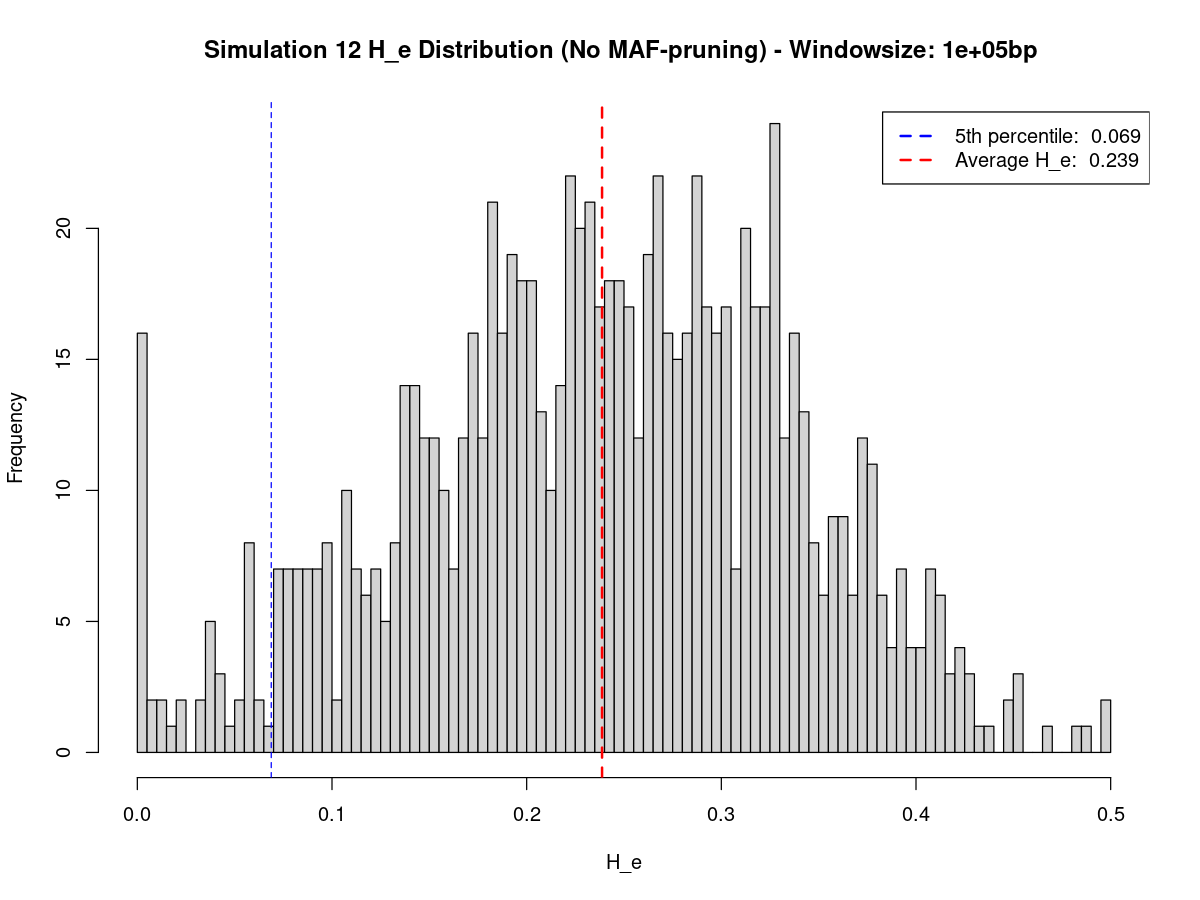 Simulation 12 H_e Distribution (No MAF-pruning) - Windowsize: 1e+05bp
5th percentile: 0.069
Average H_e: 0.239
Frequency
20
15
10
5
0
0.0 0.1 0.2 0.3 0.4 0.5
H_e